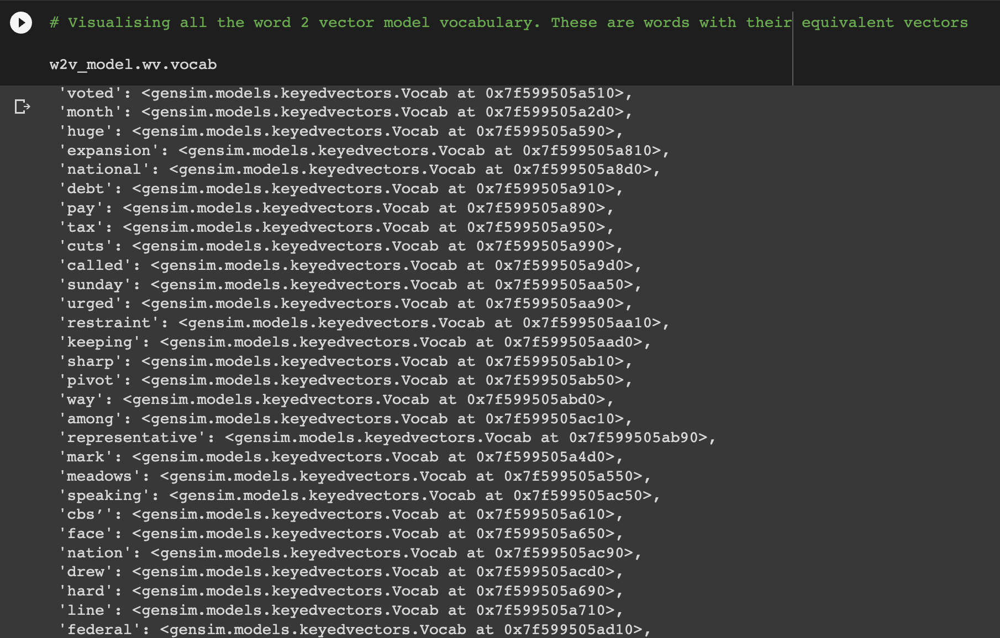 # Visualising all the word 2 vector model vocabulary. These are words with their equivalent vectors
w2v_model.wv.vocab
'voted': <gensim.models.keyedvectors.Vocab at 0x7f599505a510>,
'month': <gensim.models.keyedvectors.Vocab at 0x7f599505a2d0>,
'huge': <gensim.models.keyedvectors.Vocab at 0x7f599505a590>,
'expansion': <gensim.models.keyedvectors.Vocab at 0x7f599505a810>,
'national': <gensim.models.keyedvectors.Vocab at 0x7f599505a8d0>,
'debt': <gensim.models.keyedvectors.Vocab at 0x7f599505a910>,
'pay': <gensim.models.keyedvectors.Vocab at 0x7f599505a890>,
'tax': <gensim.models.keyedvectors.Vocab at 0x7f599505a950>,
'cuts': <gensim.models.keyedvectors.Vocab at 0x7f599505a990>,
'called': <gensim.models.keyedvectors.Vocab at 0x7f599505a9d0>,
'sunday': <gensim.models.keyedvectors.Vocab at 0x7f599505aa50>,
'urged': <gensim.models.keyedvectors.Vocab at 0x7f599505aa90>,
'restraint': <gensim.models.keyedvectors.Vocab at 0x7f599505aa10>,
'keeping': <gensim.models.keyedvectors.Vocab at 0x7f599505aad0>,
'sharp': <gensim.models.keyedvectors.Vocab at 0x7f599505ab10>,
'pivot': <gensim.models.keyedvectors.Vocab at 0x7f599505ab50>,
'way': <gensim.models.keyedvectors.Vocab at 0x7f599505abd0>,
'among': <gensim.models.keyedvectors.Vocab at 0x7f599505ac10>,
'representative': <gensim.models.keyedvectors.Vocab at 0x7f599505ab90>,
'mark': <gensim.models.keyedvectors.Vocab at 0x7f599505a4d0>,
'meadows': <gensim.models.keyedvectors.Vocab at 0x7f599505a550>,
'speaking': <gensim.models.keyedvectors.Vocab at 0x7f599505ac50>,
'cbs’': <gensim.models.keyedvectors.Vocab at 0x7f599505a610>,
'face': <gensim.models.keyedvectors.Vocab at 0x7f599505a650>,
'nation': <gensim.models.keyedvectors.Vocab at 0x7f599505ac90>,
'drew': <gensim.models.keyedvectors.Vocab at 0x7f599505acd0>,
'hard': <gensim.models.keyedvectors.Vocab at 0x7f599505a690>,
'line': <gensim.models.keyedvectors.Vocab at 0x7f599505a710>,
'federal': <gensim.models.keyedvectors.Vocab at 0x7f599505ad10>,